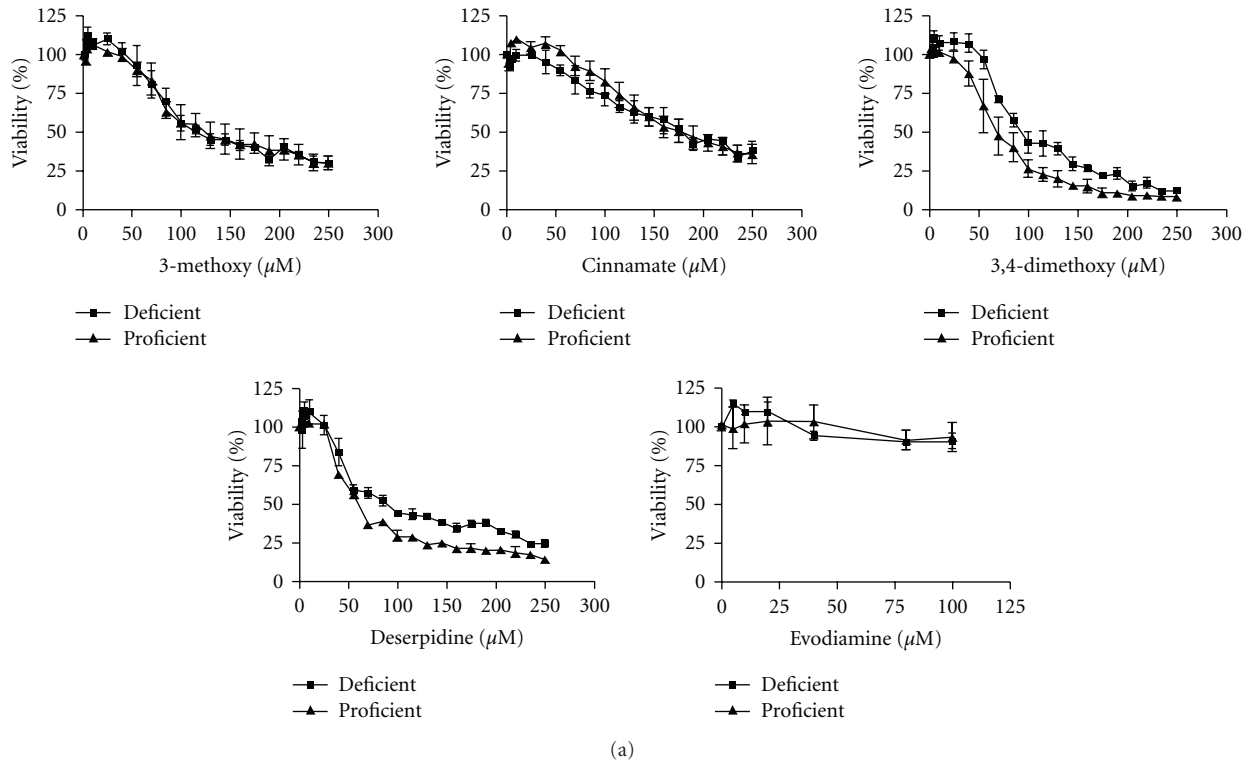 125
100
75
50
25
0
Viability (%)
0 50 100 150 200 250 300
3-methoxy (µM)
Deficient
Proficient
125
100
75
50
25
0
Viability (%)
0 50 100 150 200 250 300
Cinnamate (µM)
Deficient
Proficient
125
100
75
50
25
0
Viability (%)
0 50 100 150 200 250 300
3,4-dimethoxy (µM)
Deficient
Proficient
125
100
75
50
25
0
Viability (%)
0 50 100 150 200 250 300
Deserpidine (µM)
Deficient
Proficient
125
100
75
50
25
0
Viability (%)
0 25 50 75 100 125
Evodiamine (µM)
Deficient
Proficient
(a)